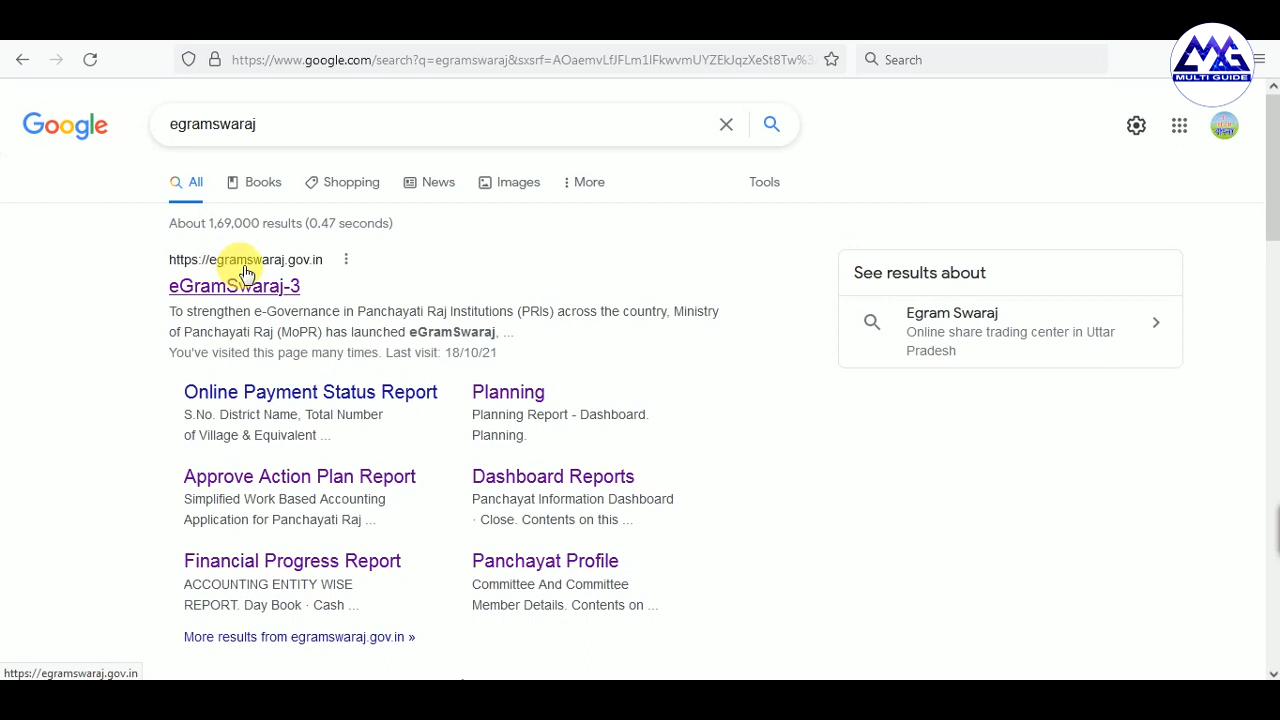 https://www.google.com/search?q=egramswaraj&sxsrf=
Search
MULTI GUIDE
Google
egramswaraj
All
Books
Shopping
News
Images
More
Tools
About 1,69,000 results (0.47 seconds)
https://egramswaraj.gov.in
eGramSwaraj-3
To strengthen e-Governance in Panchayati Raj Institutions (PRIs) across the country, Ministry
of Panchayati Raj (MoPR) has launched eGramSwaraj, ...
You've visited this page many times. Last visit: 18/10/21
See results about
Egram Swaraj
Online share trading center in Uttar
Pradesh
Online Payment Status Report
S.No. District Name, Total Number
of Village & Equivalent ...
Planning
Planning Report - Dashboard.
Planning.
Approve Action Plan Report
Simplified Work Based Accounting
Application for Panchayati Raj ...
Dashboard Reports
Panchayat Information Dashboard
· Close. Contents on this ...
Financial Progress Report
ACCOUNTING ENTITY WISE
REPORT. Day Book · Cash ...
Panchayat Profile
Committee And Committee
Member Details. Contents on ...
More results from egramswaraj.gov.in »
https://egramswaraj.gov.in